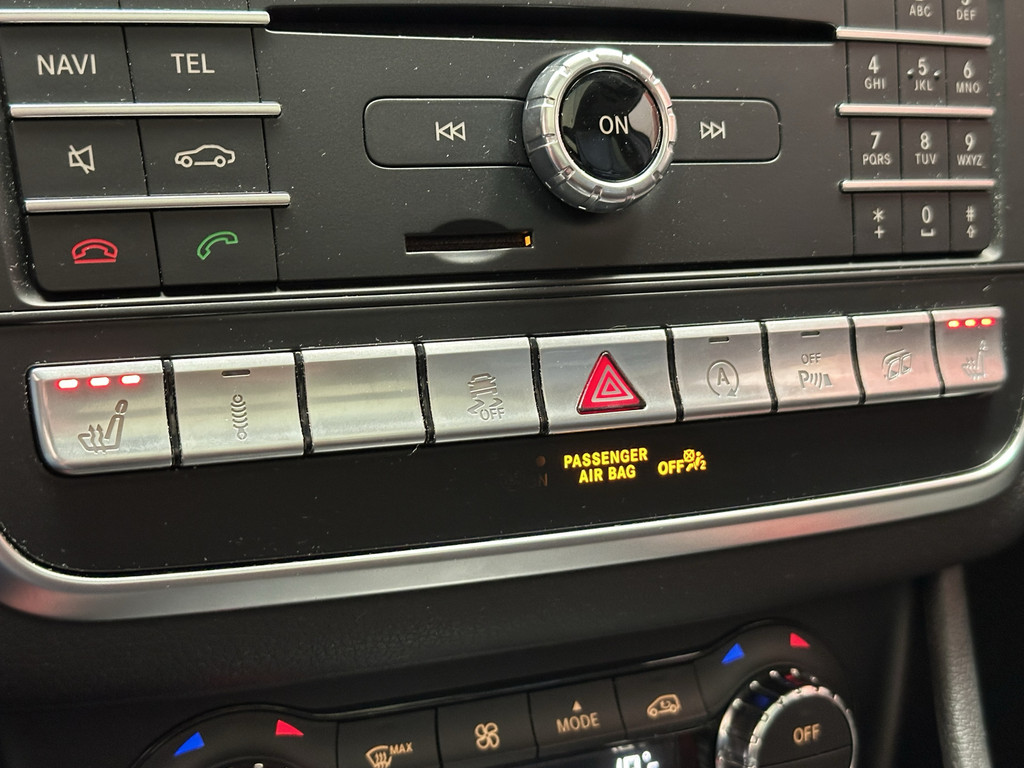 ABC
DEF
NAVI
TEL
ON
4
GHI
5
JKL
6
MNO
7
PQRS
8
TUV
9
WXYZ
*
+
0
#
OFF
A
OFF
P
PASSENGER
AIR BAG
OFF
2
MAX
MODE
OFF